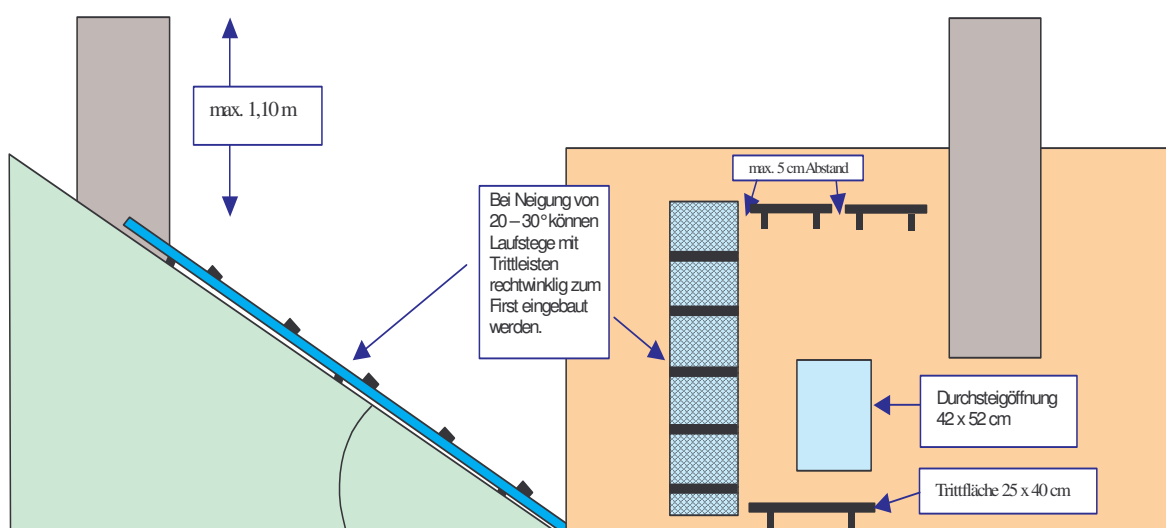 max. 1,10 m
max. 5 cm Abstand
Bei Neigung von
20 – 30° können
Laufstege mit
Trittleisten
rechtwinklig zum
First eingebaut
werden.
Durchsteigöffnung
42 x 52 cm
Trittfläche 25 x 40 cm